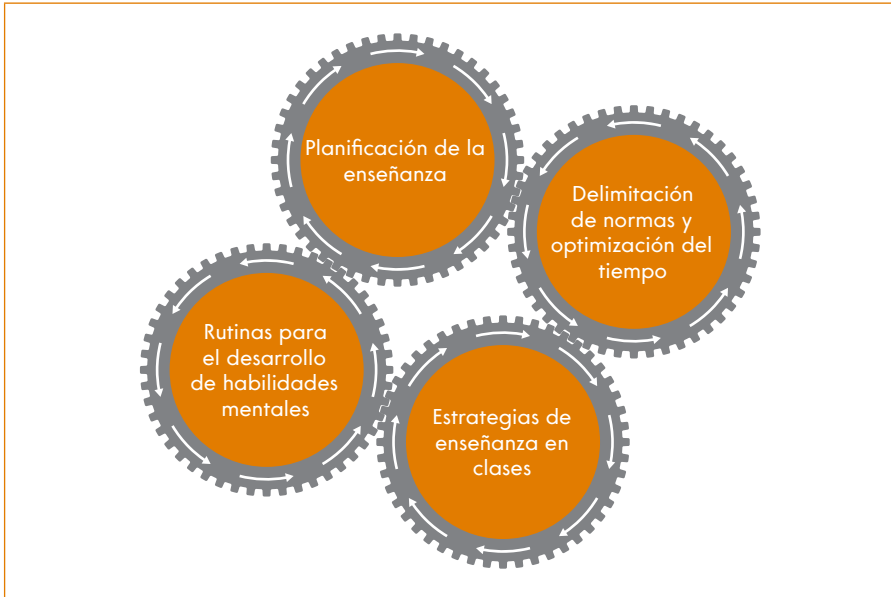 Planificación de la
enseñanza
Delimitación
de normas y
optimización del
tiempo
Rutinas para
el desarrollo
de habilidades
mentales
Estrategias de
enseñanza en
clases